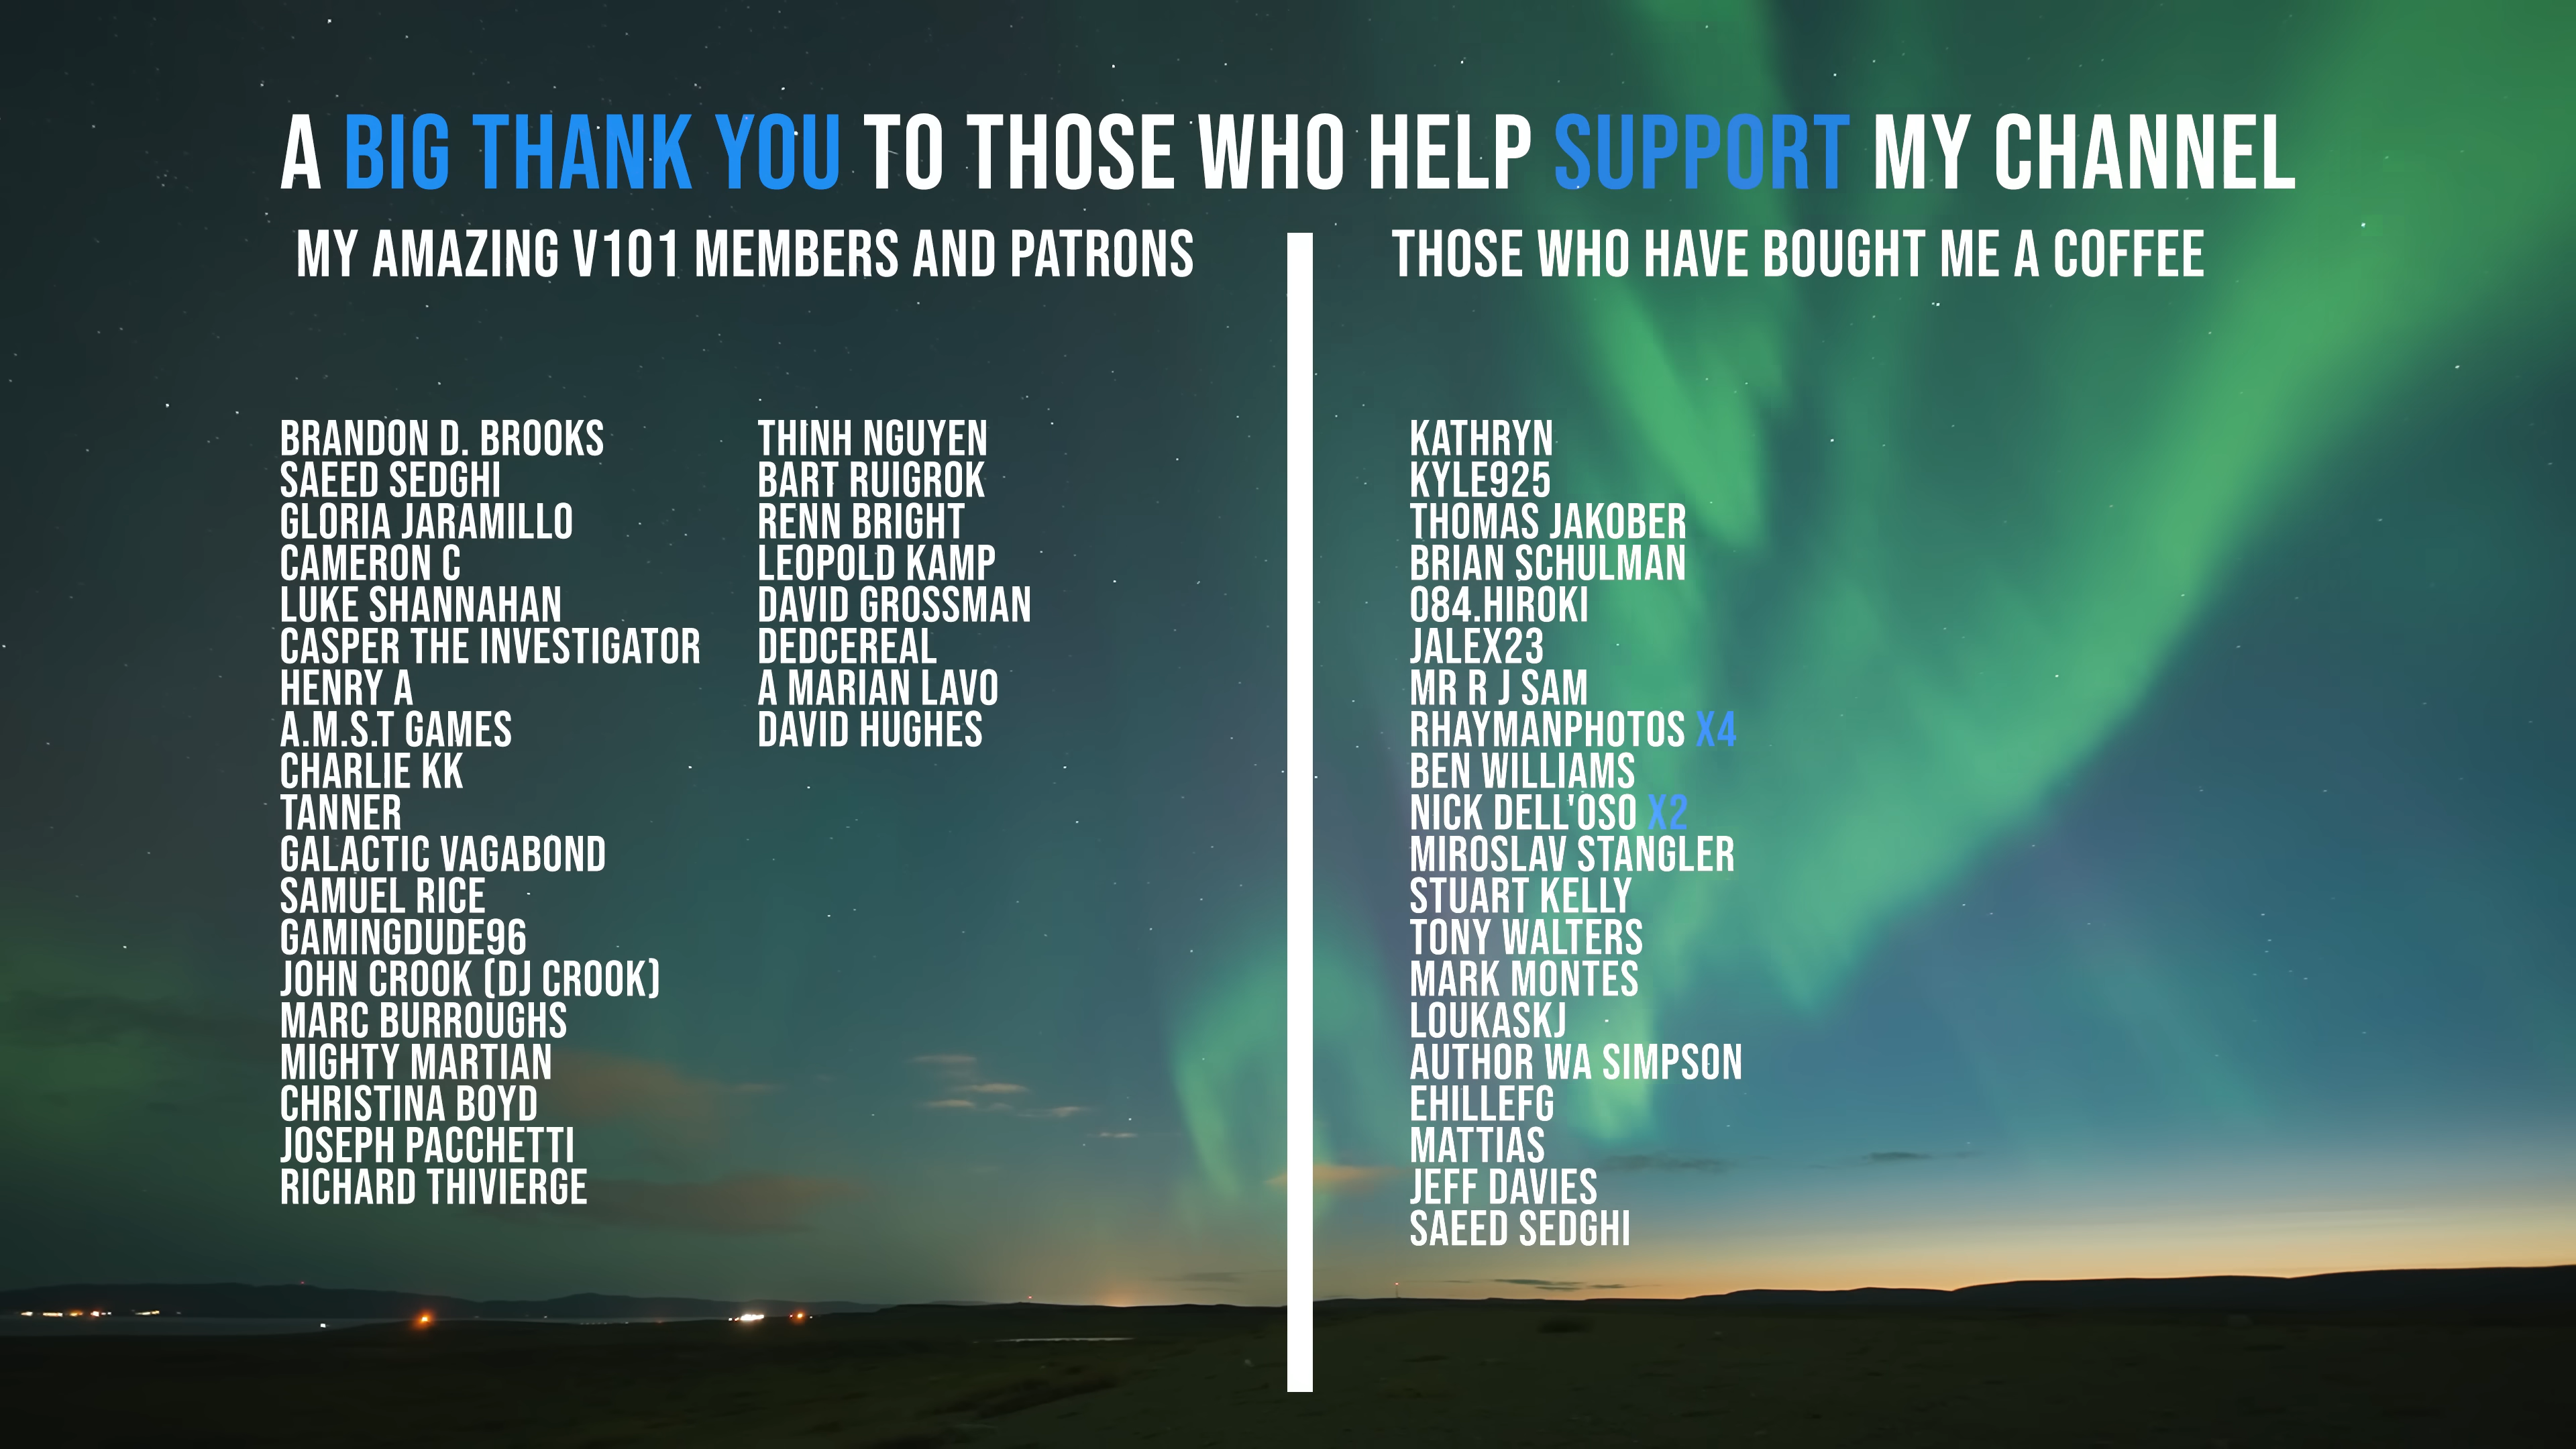 A BIG THANK YOU TO THOSE WHO HELP SUPPORT MY CHANNEL
MY AMAZING V101 MEMBERS AND PATRONS
BRANDON D. BROOKS
SAEED SEDGHI
GLORIA JARAMILLO
CAMERON C
LUKE SHANNAHAN
CASPER THE INVESTIGATOR
HENRY A
A.M.S.T GAMES
CHARLIE KK
TANNER
GALACTIC VAGABOND
SAMUEL RICE
GAMINGDUDE96
JOHN CROOK (DJ CROOK)
MARC BURROUGHS
MIGHTY MARTIAN
CHRISTINA BOYD
JOSEPH PACCHETTI
RICHARD THIVIERGE
THINH NGUYEN
BART RUIGROK
RENN BRIGHT
LEOPOLD KAMP
DAVID GROSSMAN
DEDCEREAL
A MARIAN LAVO
DAVID HUGHES
THOSE WHO HAVE BOUGHT ME A COFFEE
KATHRYN
KYLE925
THOMAS JAKOBER
BRIAN SCHULMAN
084.HIROKI
JALEX23
MR R J SAM
RHAYMANPHOTOS X4
BEN WILLIAMS
NICK DELL'OSO X2
MIROSLAV STANGLER
STUART KELLY
TONY WALTERS
MARK MONTES
LOUKASKJ
AUTHOR WA SIMPSON
EHILLEFG
MATTIAS
JEFF DAVIES
SAEED SEDGHI